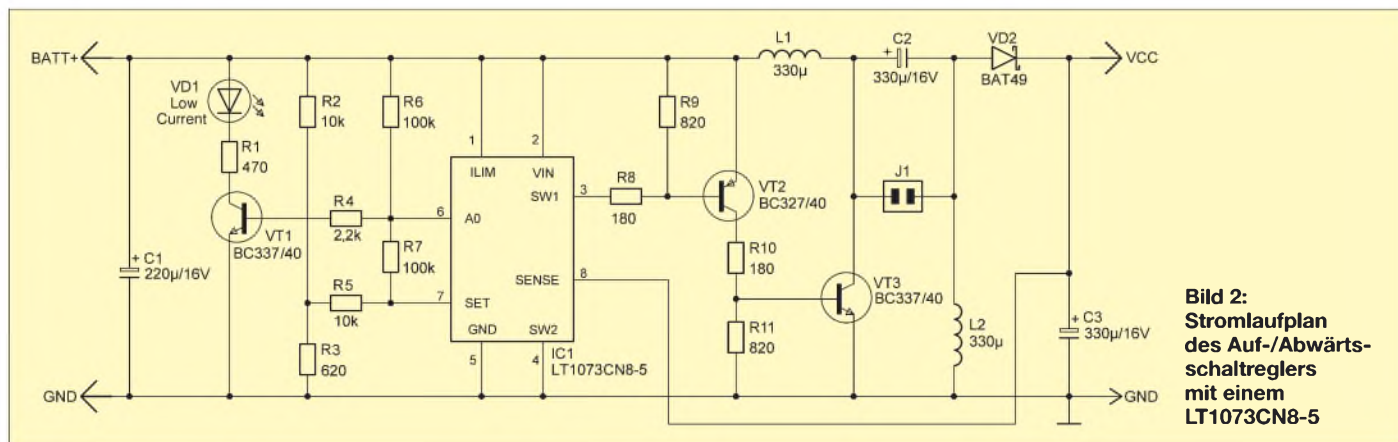 BATT+
VD1
Low
Current
R1
470
VT1
BC337/40
C1
220µ/16V
R2
10k
R6
100k
R4
2,2k
R7
100k
R5
10k
R3
620
1
2
ILIM
VIN
SW1
3
6
A0
SENSE
8
7
SET
GND
SW2
5
4
IC1
LT1073CN8-5
R8
180
R9
820
VT2
BC327/40
R10
180
R11
820
VT3
BC337/40
L1
330µ
C2
330µ/16V
VD2
BAT49
J1
L2
330µ
C3
330µ/16V
VCC
GND
GND
Bild 2:
Stromlaufplan
des Auf-/Abwärts-
schaltreglers
mit einem
LT1073CN8-5